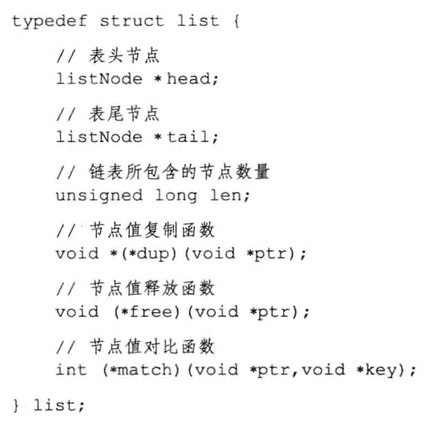 typedef struct list {
// 表头节点
listNode *head;
// 表尾节点
listNode *tail;
// 链表所包含的节点数量
unsigned long len;
// 节点值复制函数
void *(*dup)(void *ptr);
// 节点值释放函数
void (*free)(void *ptr);
// 节点值对比函数
int (*match)(void *ptr,void *key);
} list;